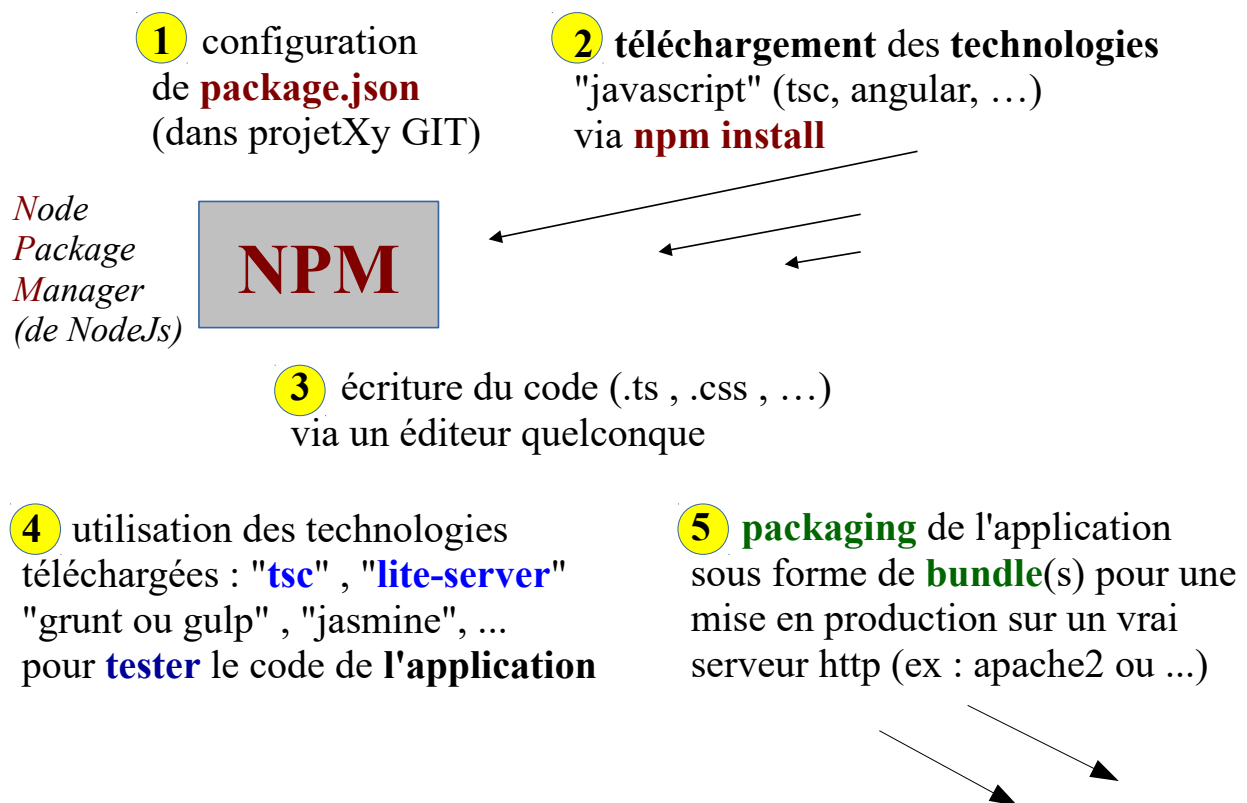 1 configuration
de package.json
(dans projetXy GIT)
2 téléchargement des technologies
"javascript" (tsc, angular, …)
via npm install
Node
Package
Manager
(de NodeJs)
NPM
3 écriture du code (.ts , .css , …)
via un éditeur quelconque
4 utilisation des technologies
téléchargées : "tsc" , "lite-server"
"grunt ou gulp" , "jasmine", ...
pour tester le code de l'application
5 packaging de l'application
sous forme de bundle(s) pour une
mise en production sur un vrai
serveur http (ex : apache2 ou ...)